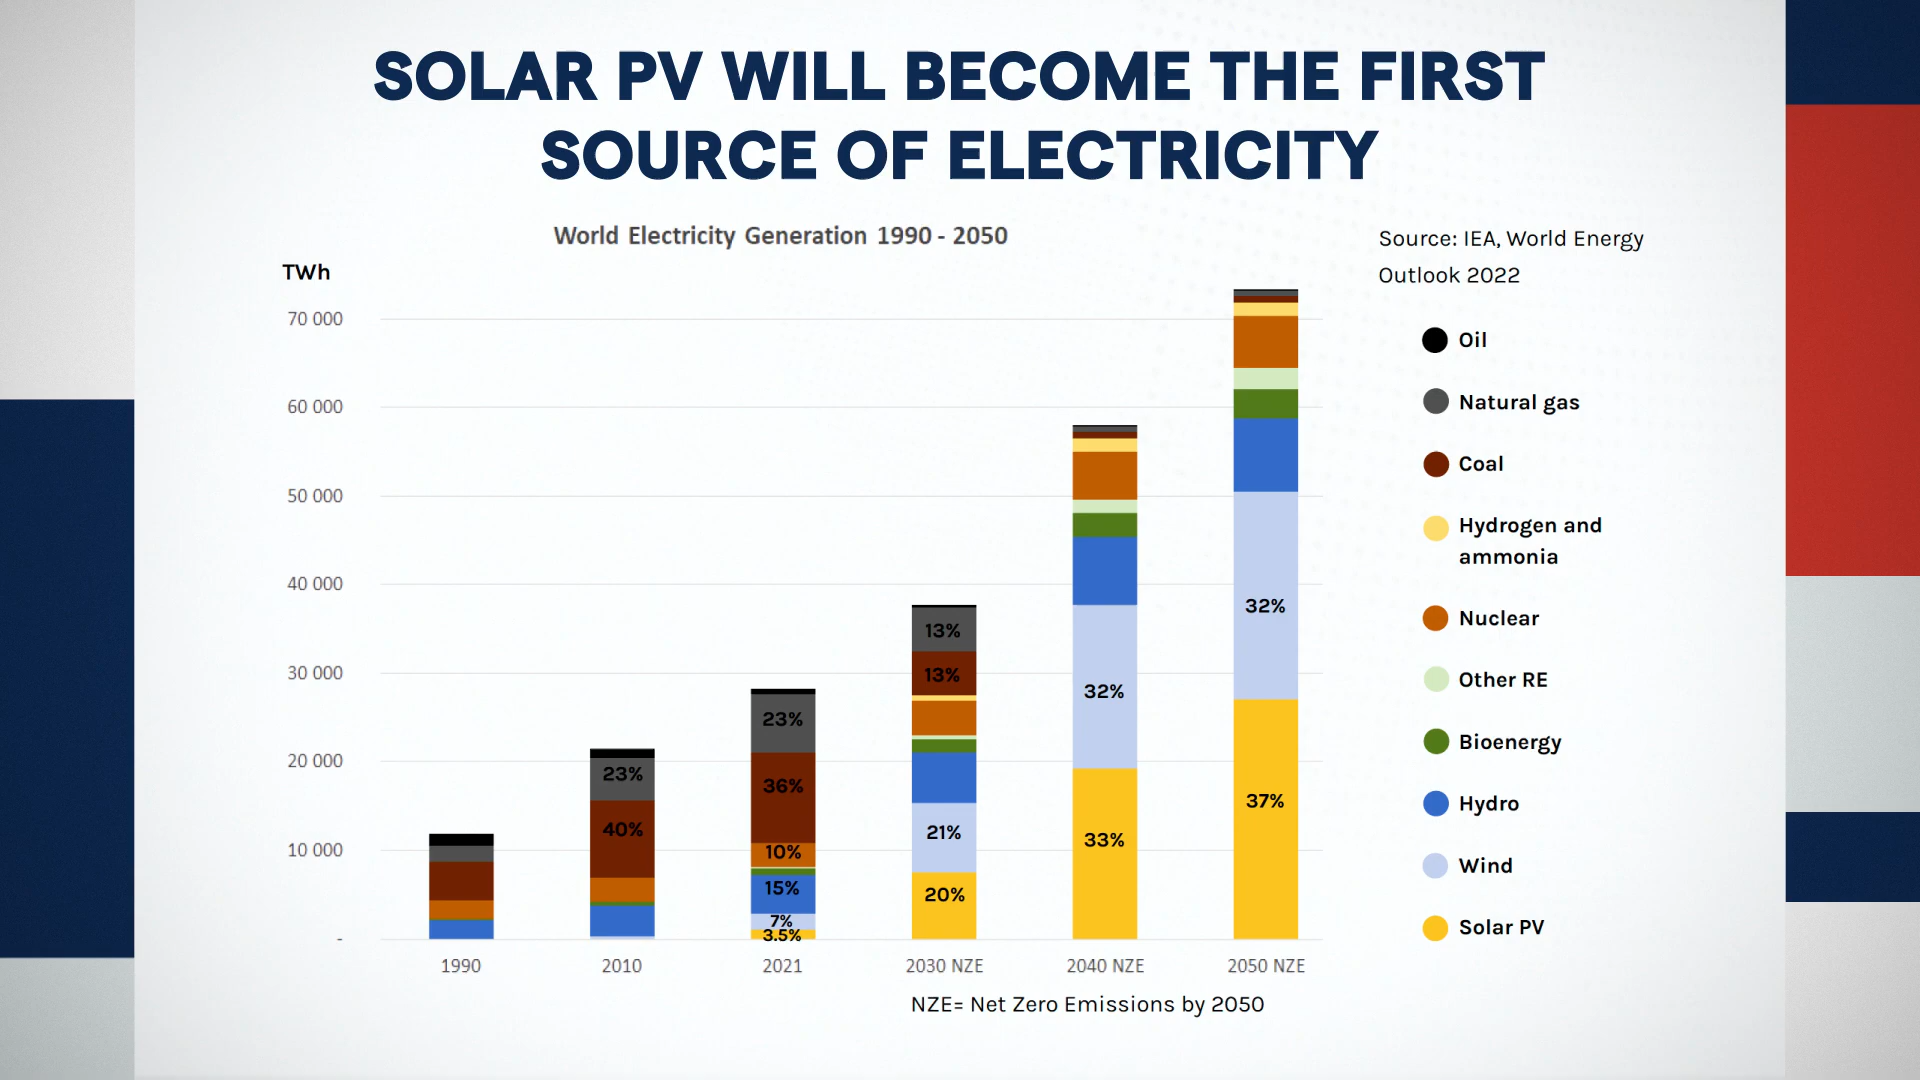 SOLAR PV WILL BECOME THE FIRST
SOURCE OF ELECTRICITY
World Electricity Generation 1990 - 2050
Source: IEA, World Energy
Outlook 2022
TWh
70 000
60 000
50 000
40 000
30 000
20 000
10 000
-
23%
40%
23%
36%
10%
15%
7%
3.5%
13%
13%
21%
20%
32%
33%
32%
37%
1990
2010
2021
2030 NZE
2040 NZE
2050 NZE
NZE= Net Zero Emissions by 2050
Oil
Natural gas
Coal
Hydrogen and
ammonia
Nuclear
Other RE
Bioenergy
Hydro
Wind
Solar PV